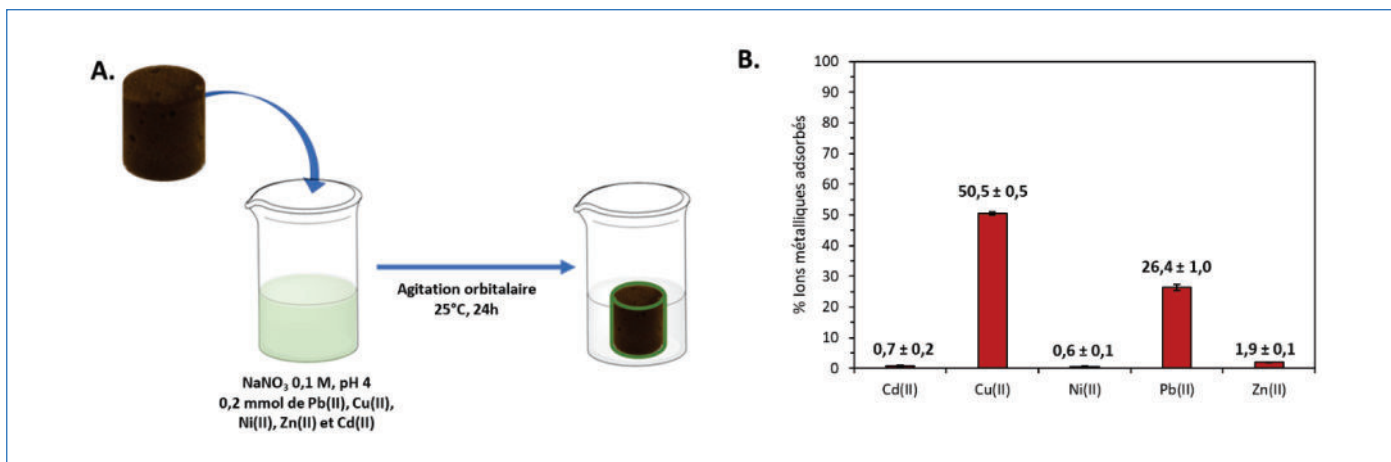 A.
Agitation orbitalaire
25°C, 24h
NaNO₃ 0,1 M, pH 4
0,2 mmol de Pb(II), Cu(II),
Ni(II), Zn(II) et Cd(II)
B.
% Ions métalliques adsorbés
100
90
80
70
60
50
40
30
20
10
0
0,7 ± 0,2
50,5 ± 0,5
0,6 ± 0,1
26,4 ± 1,0
1,9 ± 0,1
Cd(II)
Cu(II)
Ni(II)
Pb(II)
Zn(II)